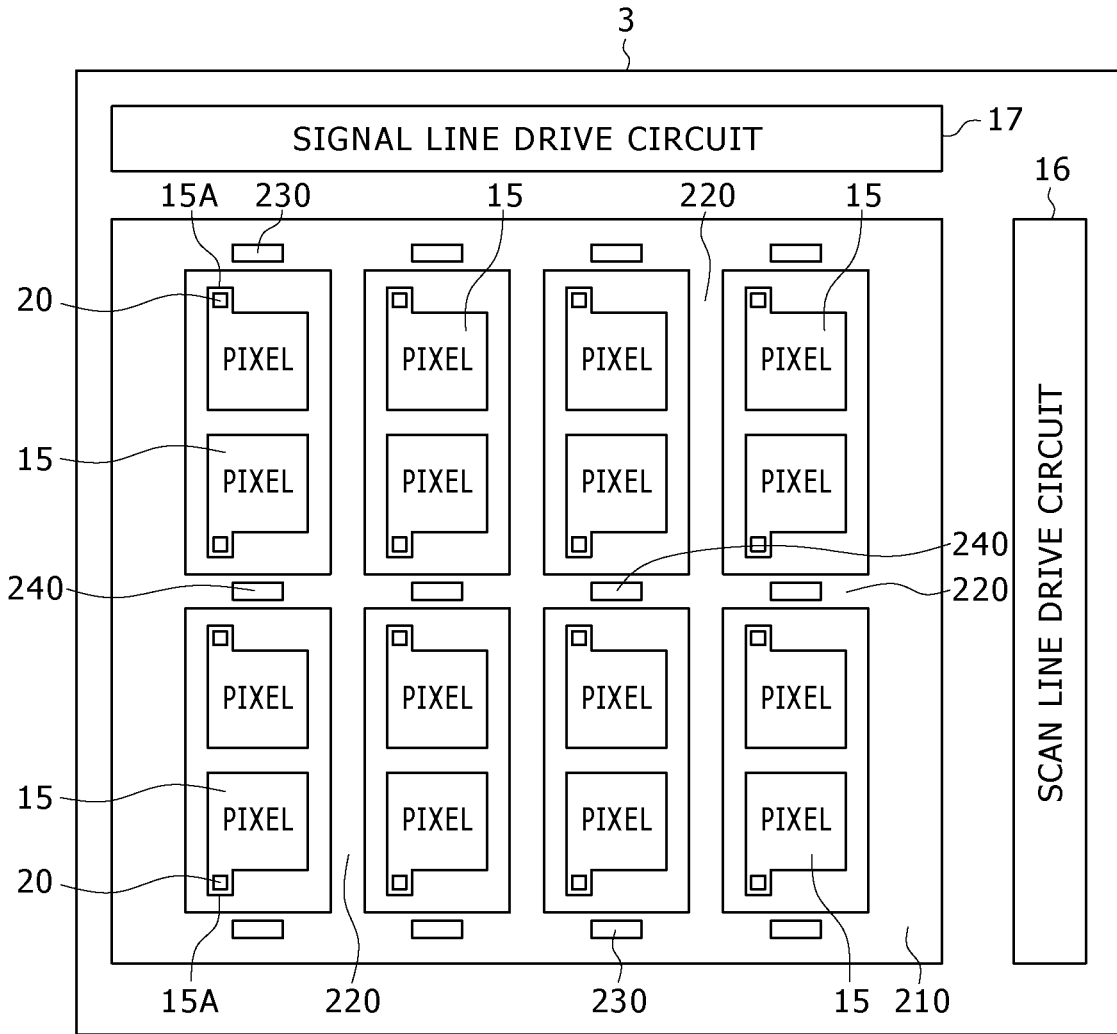 3
SIGNAL LINE DRIVE CIRCUIT
17
15A 230 15 220 15 16
20
PIXEL PIXEL PIXEL PIXEL
15
PIXEL PIXEL PIXEL PIXEL
240
240
220
SCAN LINE DRIVE CIRCUIT
PIXEL PIXEL PIXEL PIXEL
15
PIXEL PIXEL PIXEL PIXEL
20
15A 220 230 15 210